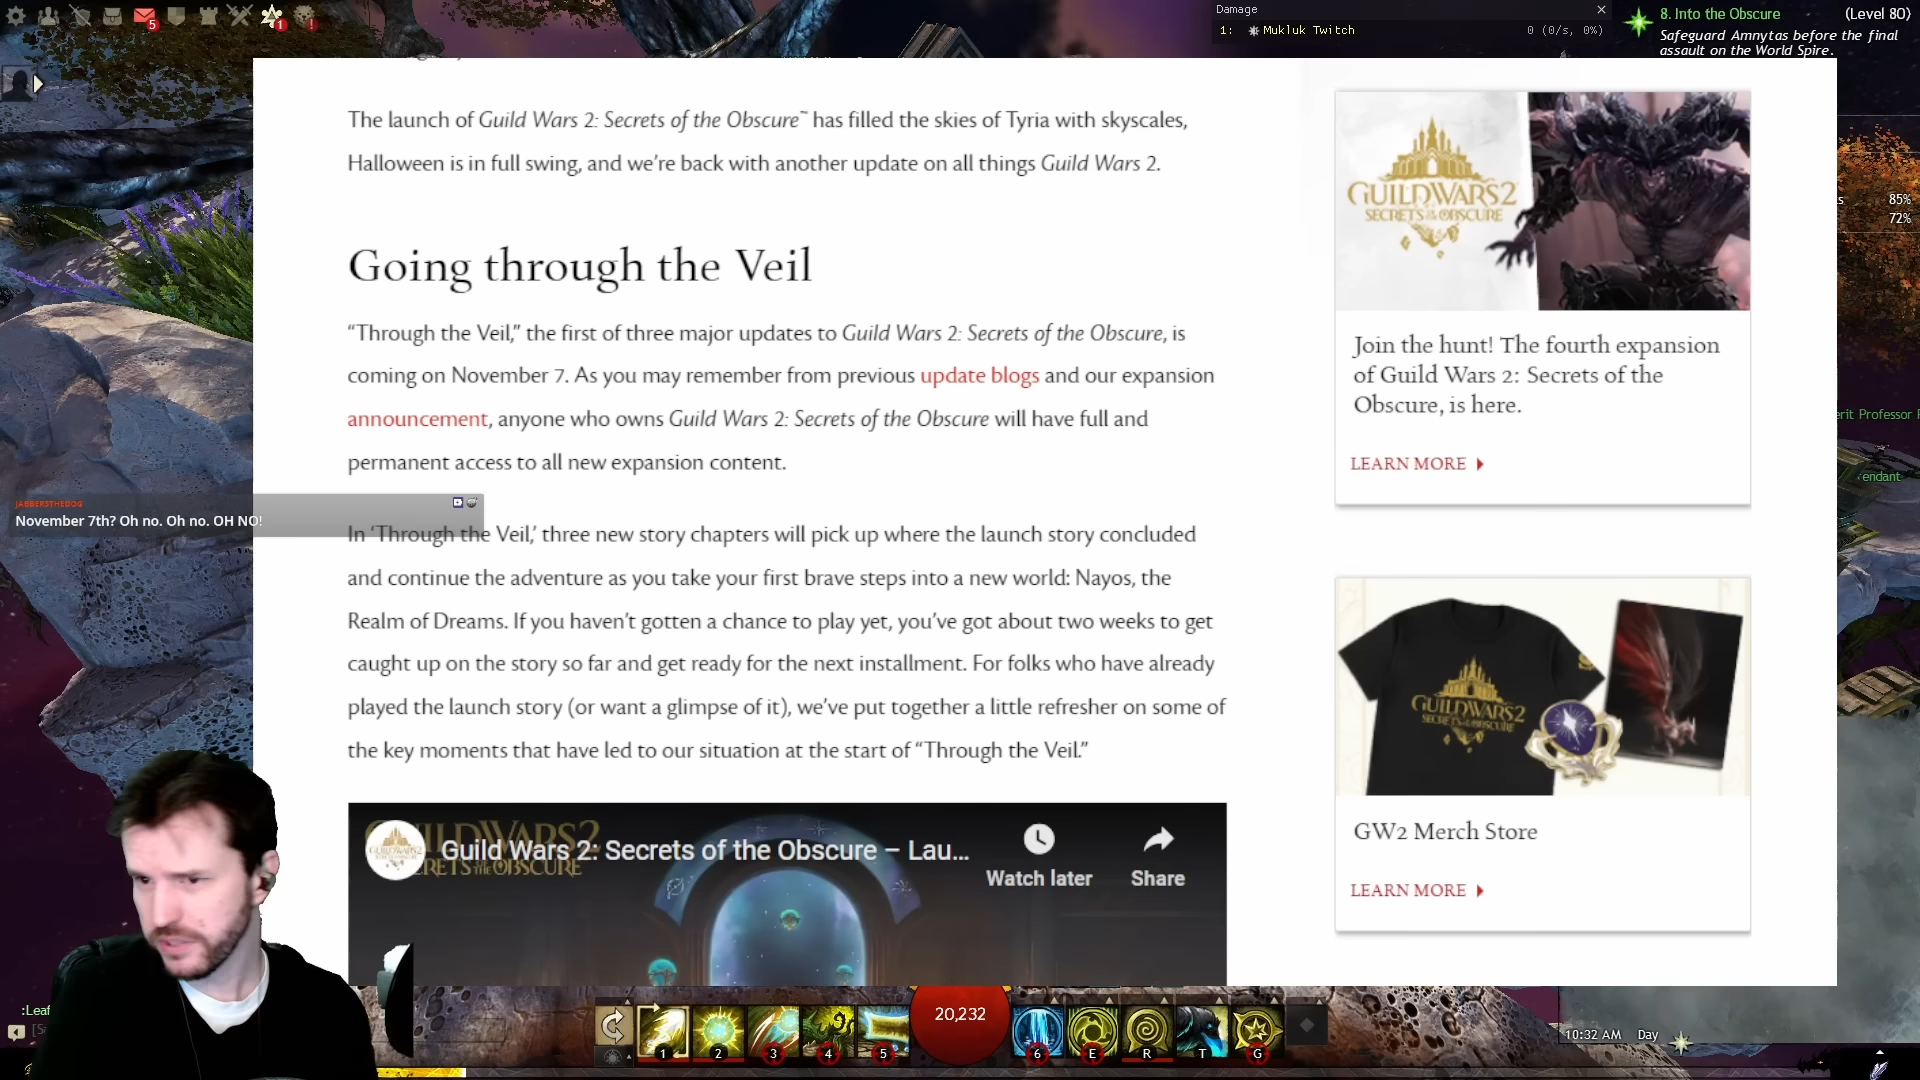 5
1
!
Damage
1: Mukluk Twitch 0 (0/s, 0%)
8. Into the Obscure (Level 80)
Safeguard Amnytas before the final
assault on the World Spire.
85%
72%
The launch of Guild Wars 2: Secrets of the Obscure™ has filled the skies of Tyria with skyscales,
Halloween is in full swing, and we're back with another update on all things Guild Wars 2.
Going through the Veil
“Through the Veil,” the first of three major updates to Guild Wars 2: Secrets of the Obscure, is
coming on November 7. As you may remember from previous update blogs and our expansion
announcement, anyone who owns Guild Wars 2: Secrets of the Obscure will have full and
permanent access to all new expansion content.
JABBERSTHEDOG
November 7th? Oh no. Oh no. OH NO!
In ‘Through the Veil,’ three new story chapters will pick up where the launch story concluded
and continue the adventure as you take your first brave steps into a new world: Nayos, the
Realm of Dreams. If you haven't gotten a chance to play yet, you've got about two weeks to get
caught up on the story so far and get ready for the next installment. For folks who have already
played the launch story (or want a glimpse of it), we've put together a little refresher on some of
the key moments that have led to our situation at the start of “Through the Veil.”
Guild Wars 2: Secrets of the Obscure – Lau...
Watch later
Share
GUILD WARS 2
SECRETS OF THE OBSCURE
Join the hunt! The fourth expansion
of Guild Wars 2: Secrets of the
Obscure, is here.
LEARN MORE
GUILD WARS 2
SECRETS OF THE OBSCURE
GW2 Merch Store
LEARN MORE
erit Professor
endant
:Leaf
20,232
1 2 3 4 5 6 E R T G
10:32 AM Day